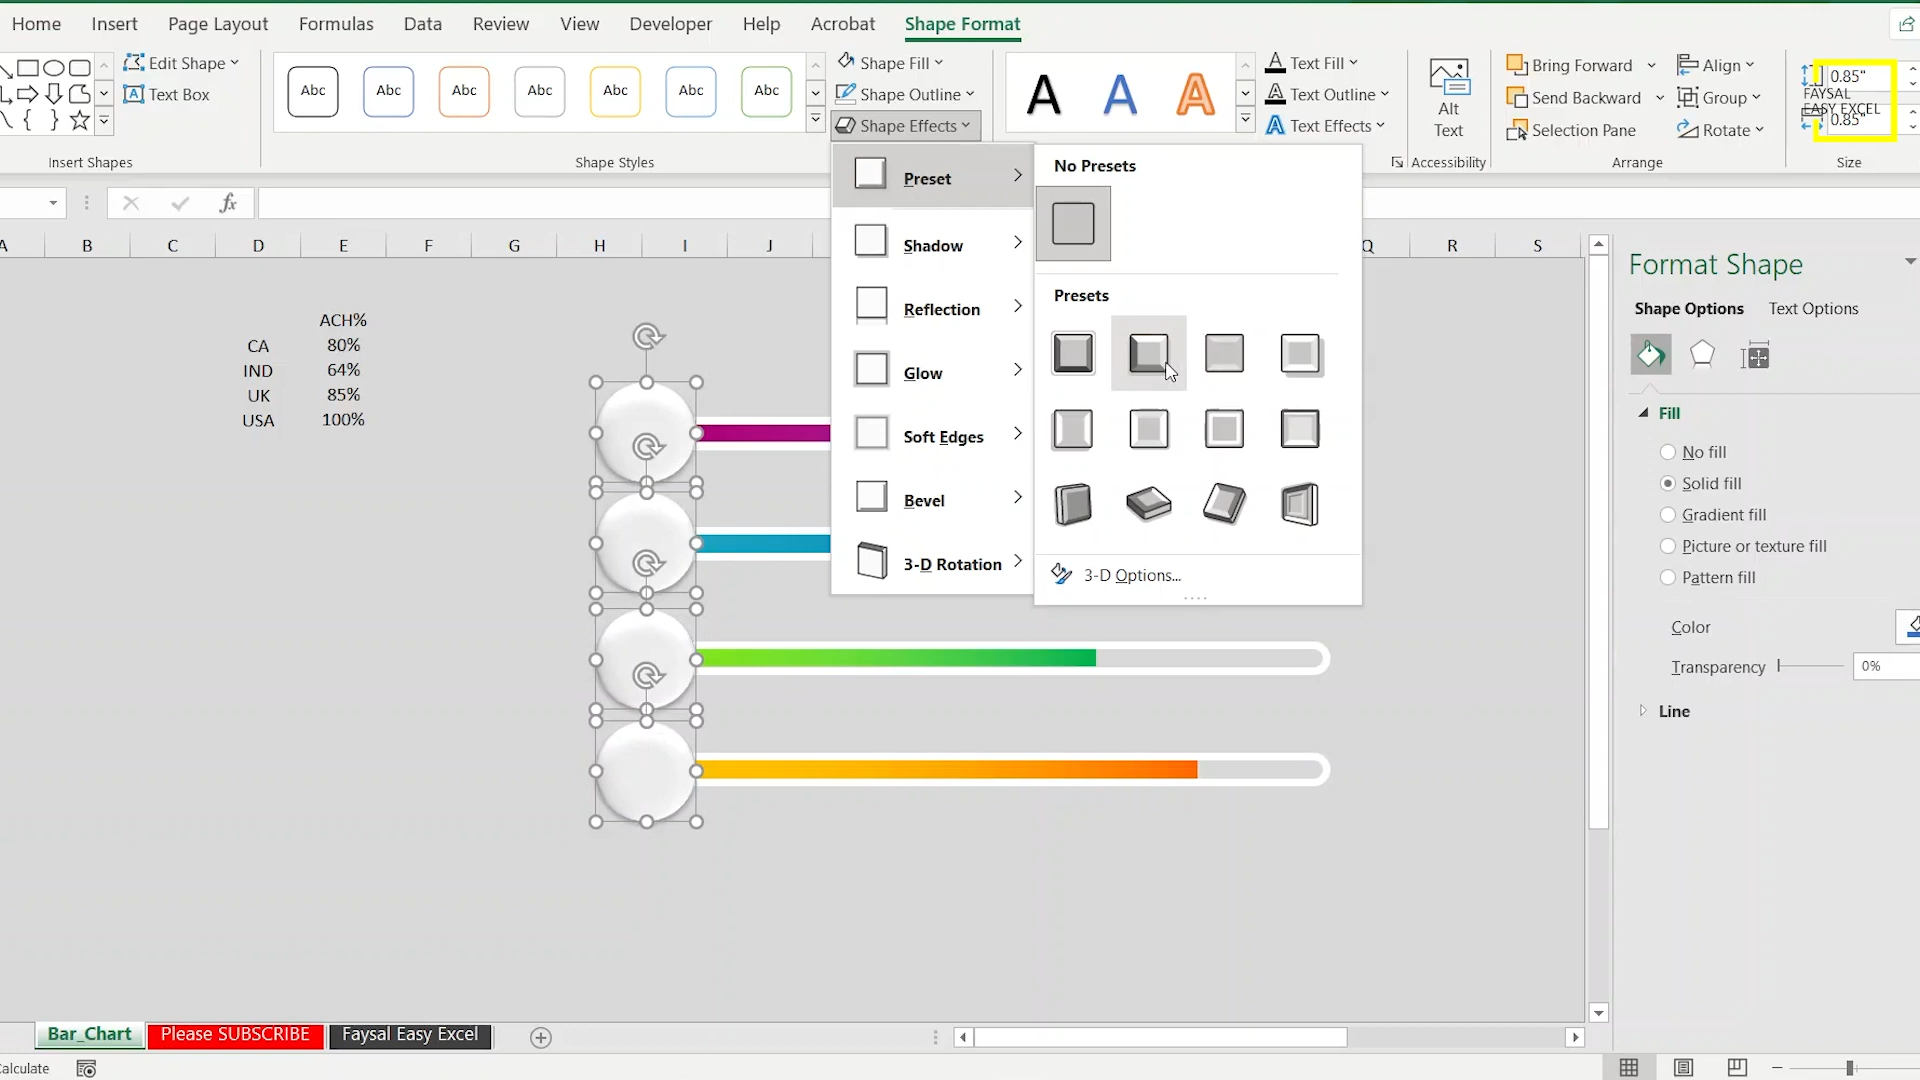 Home Insert Page Layout Formulas Data Review View Developer Help Acrobat Shape Format
Edit Shape
Text Box
Insert Shapes
Abc Abc Abc Abc Abc Abc Abc
Shape Styles
Shape Fill
Shape Outline
Shape Effects
A A A
Text Fill
Text Outline
Text Effects
Alt
Text
Accessibility
Bring Forward
Send Backward
Selection Pane
Align
Group
Rotate
Arrange
0.85"
FAYSAL
EASY EXCEL
0.85"
Size
fx
A B C D E F G H I J Q R S
ACH%
CA 80%
IND 64%
UK 85%
USA 100%
Preset
Shadow
Reflection
Glow
Soft Edges
Bevel
3-D Rotation
No Presets
Presets
3-D Options...
Format Shape
Shape Options Text Options
Fill
No fill
Solid fill
Gradient fill
Picture or texture fill
Pattern fill
Color
Transparency 0%
Line
Bar_Chart Please SUBSCRIBE Faysal Easy Excel
alculate